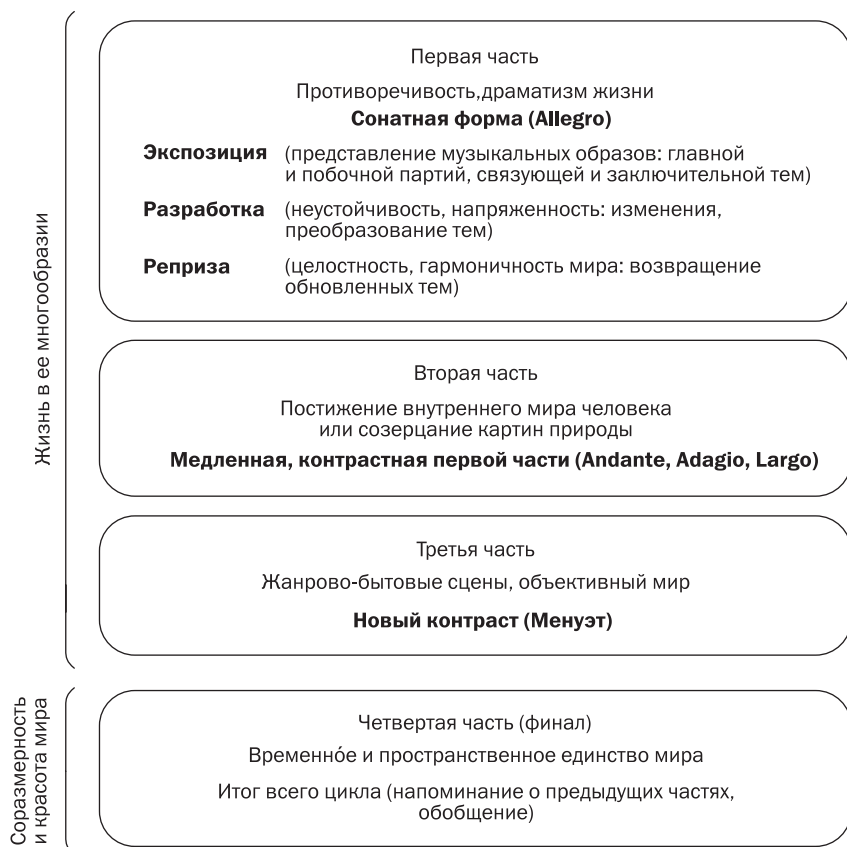 Жизнь в ее многообразии
Первая часть
Противоречивость,драматизм жизни
Сонатная форма (Allegro)
Экспозиция (представление музыкальных образов: главной
и побочной партий, связующей и заключительной тем)
Разработка (неустойчивость, напряженность: изменения,
преобразование тем)
Реприза (целостность, гармоничность мира: возвращение
обновленных тем)
Вторая часть
Постижение внутреннего мира человека
или созерцание картин природы
Медленная, контрастная первой части (Andante, Adagio, Largo)
Третья часть
Жанрово-бытовые сцены, объективный мир
Новый контраст (Менуэт)
Соразмерность
и красота мира
Четвертая часть (финал)
Временно́е и пространственное единство мира
Итог всего цикла (напоминание о предыдущих частях,
обобщение)